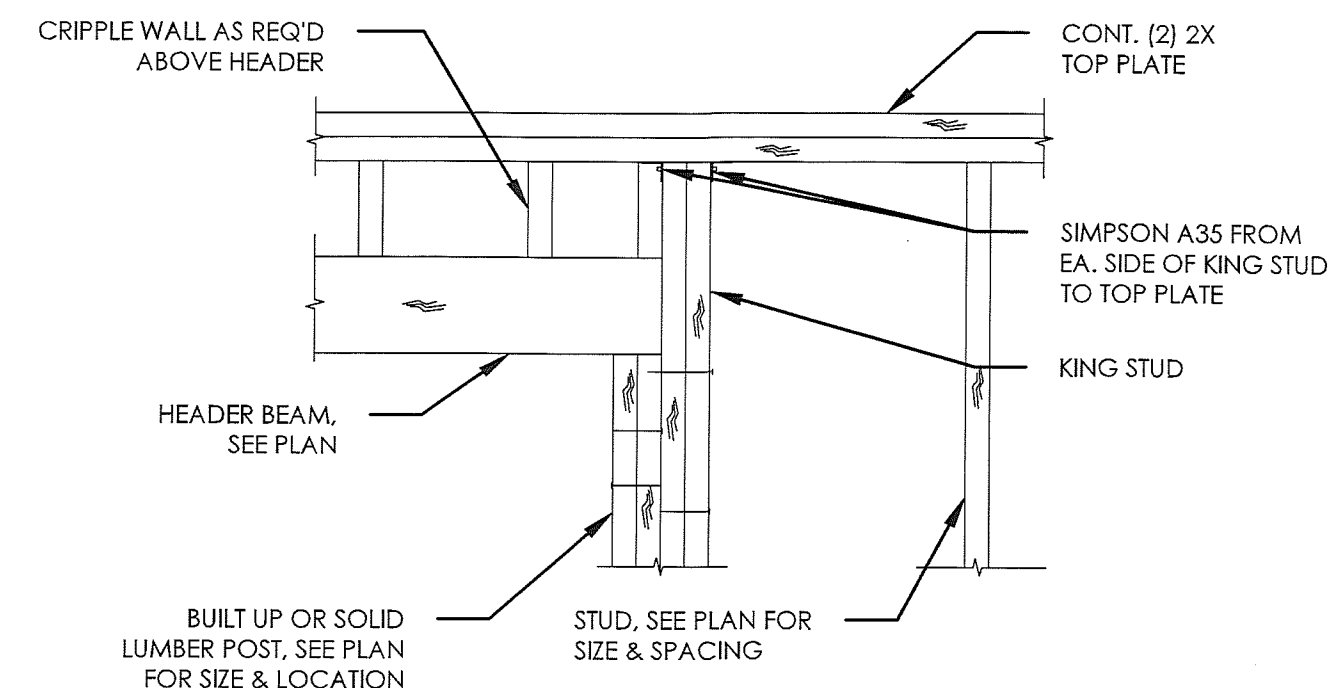 CRIPPLE WALL AS REQ'D
ABOVE HEADER
CONT. (2) 2X
TOP PLATE
SIMPSON A35 FROM
EA. SIDE OF KING STUD
TO TOP PLATE
KING STUD
HEADER BEAM,
SEE PLAN
BUILT UP OR SOLID
LUMBER POST, SEE PLAN
FOR SIZE & LOCATION
STUD, SEE PLAN FOR
SIZE & SPACING